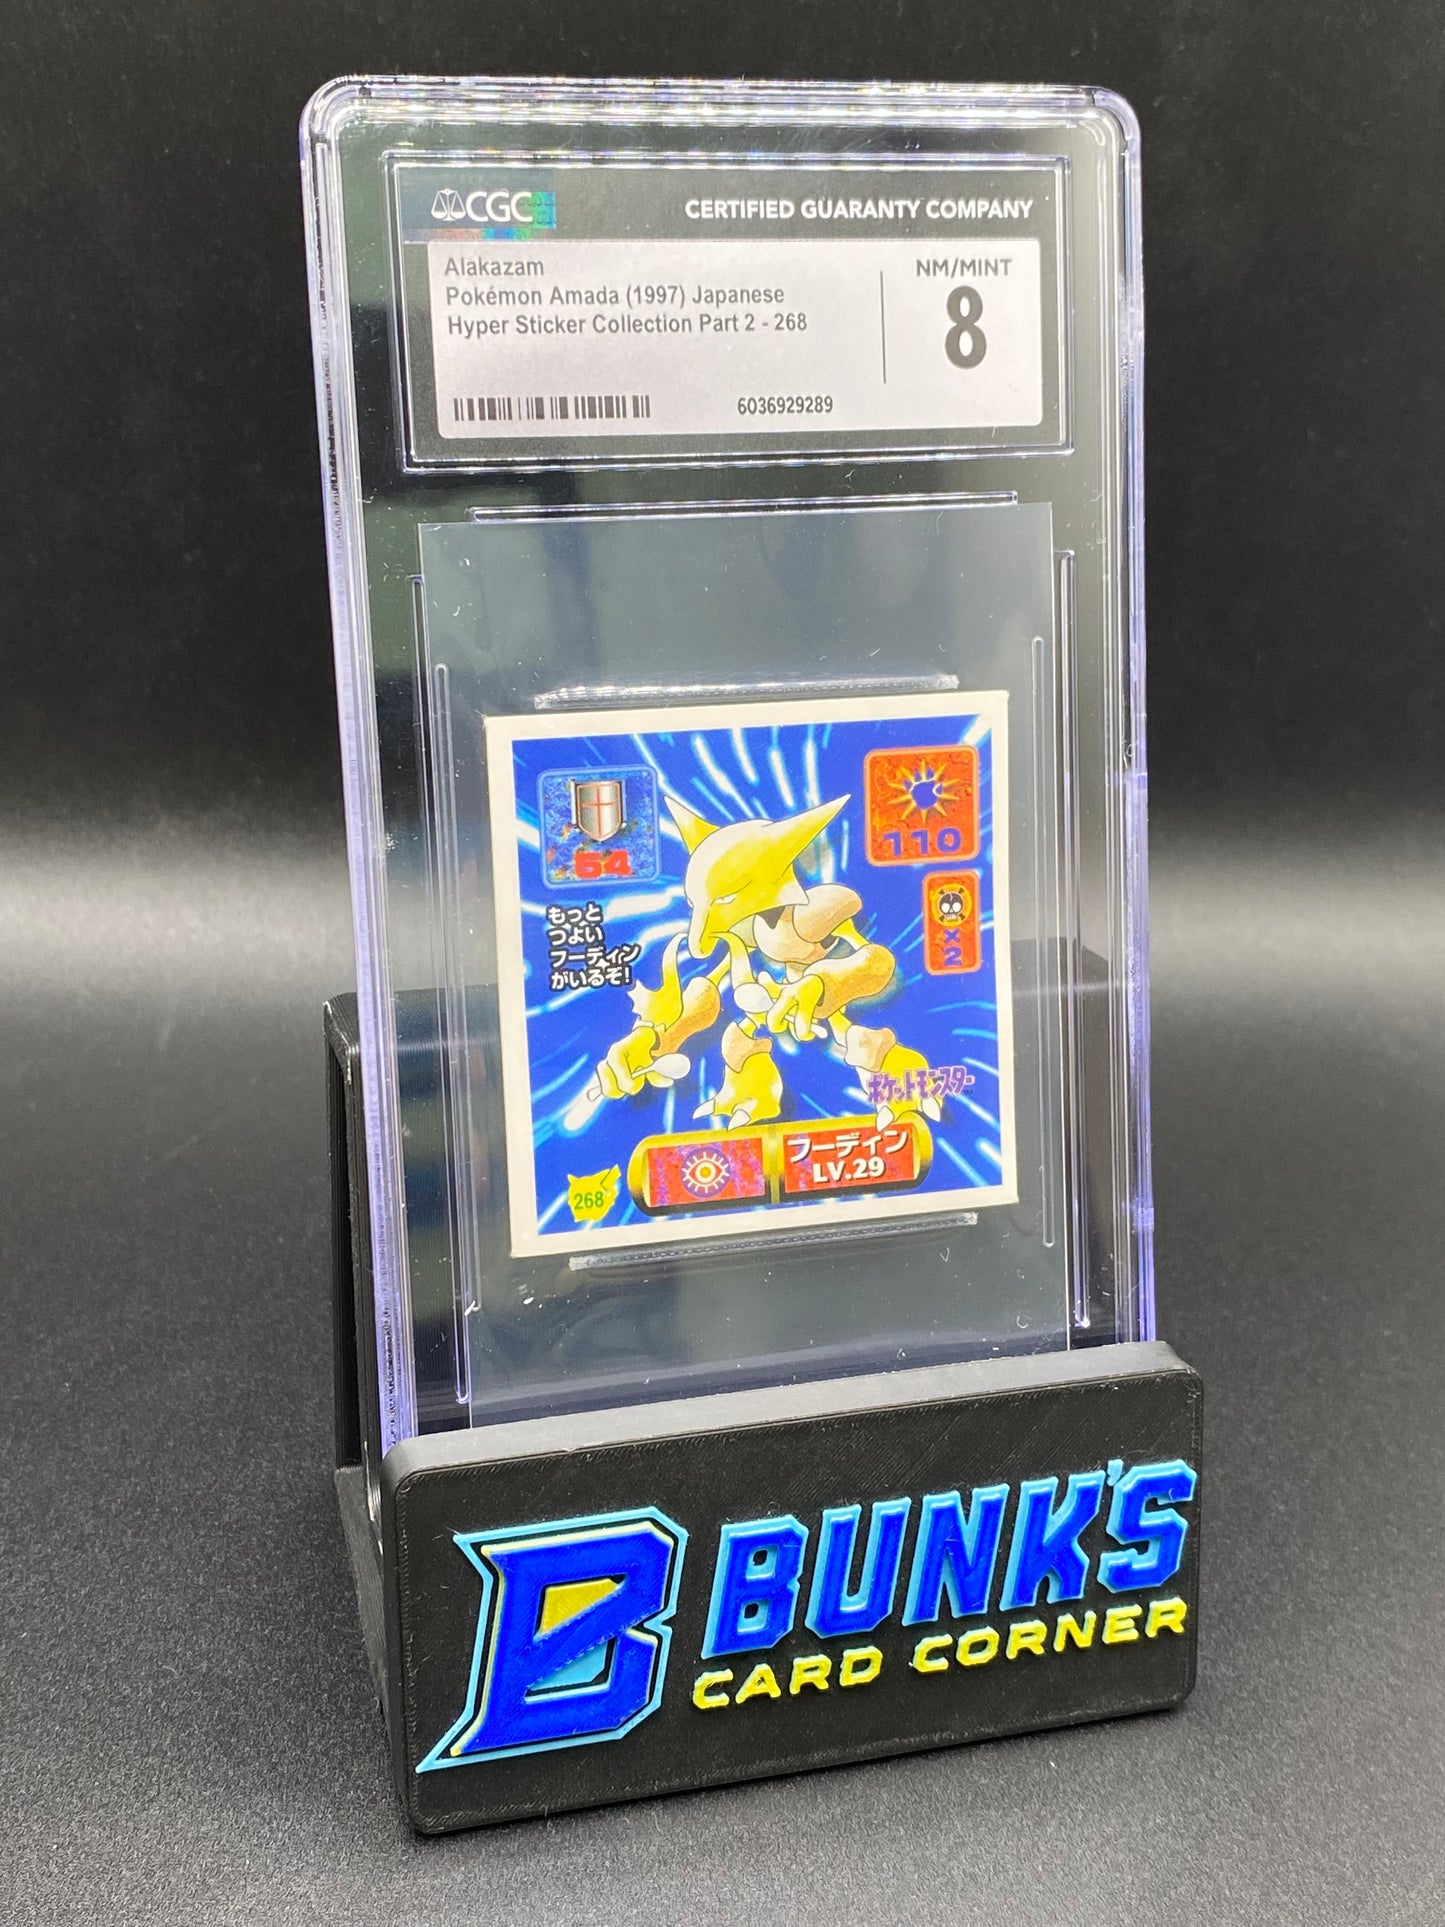 CGC
CERTIFIED GUARANTY COMPANY
Alakazam
Pokémon Amada (1997) Japanese
Hyper Sticker Collection Part 2 - 268
NM/MINT
8
6036929289
54
110
×2
もっと
つよい
フーディン
がいるぞ!
ポケットモンスター
TM
フーディン
LV.29
268
B BUNK'S
CARD CORNER